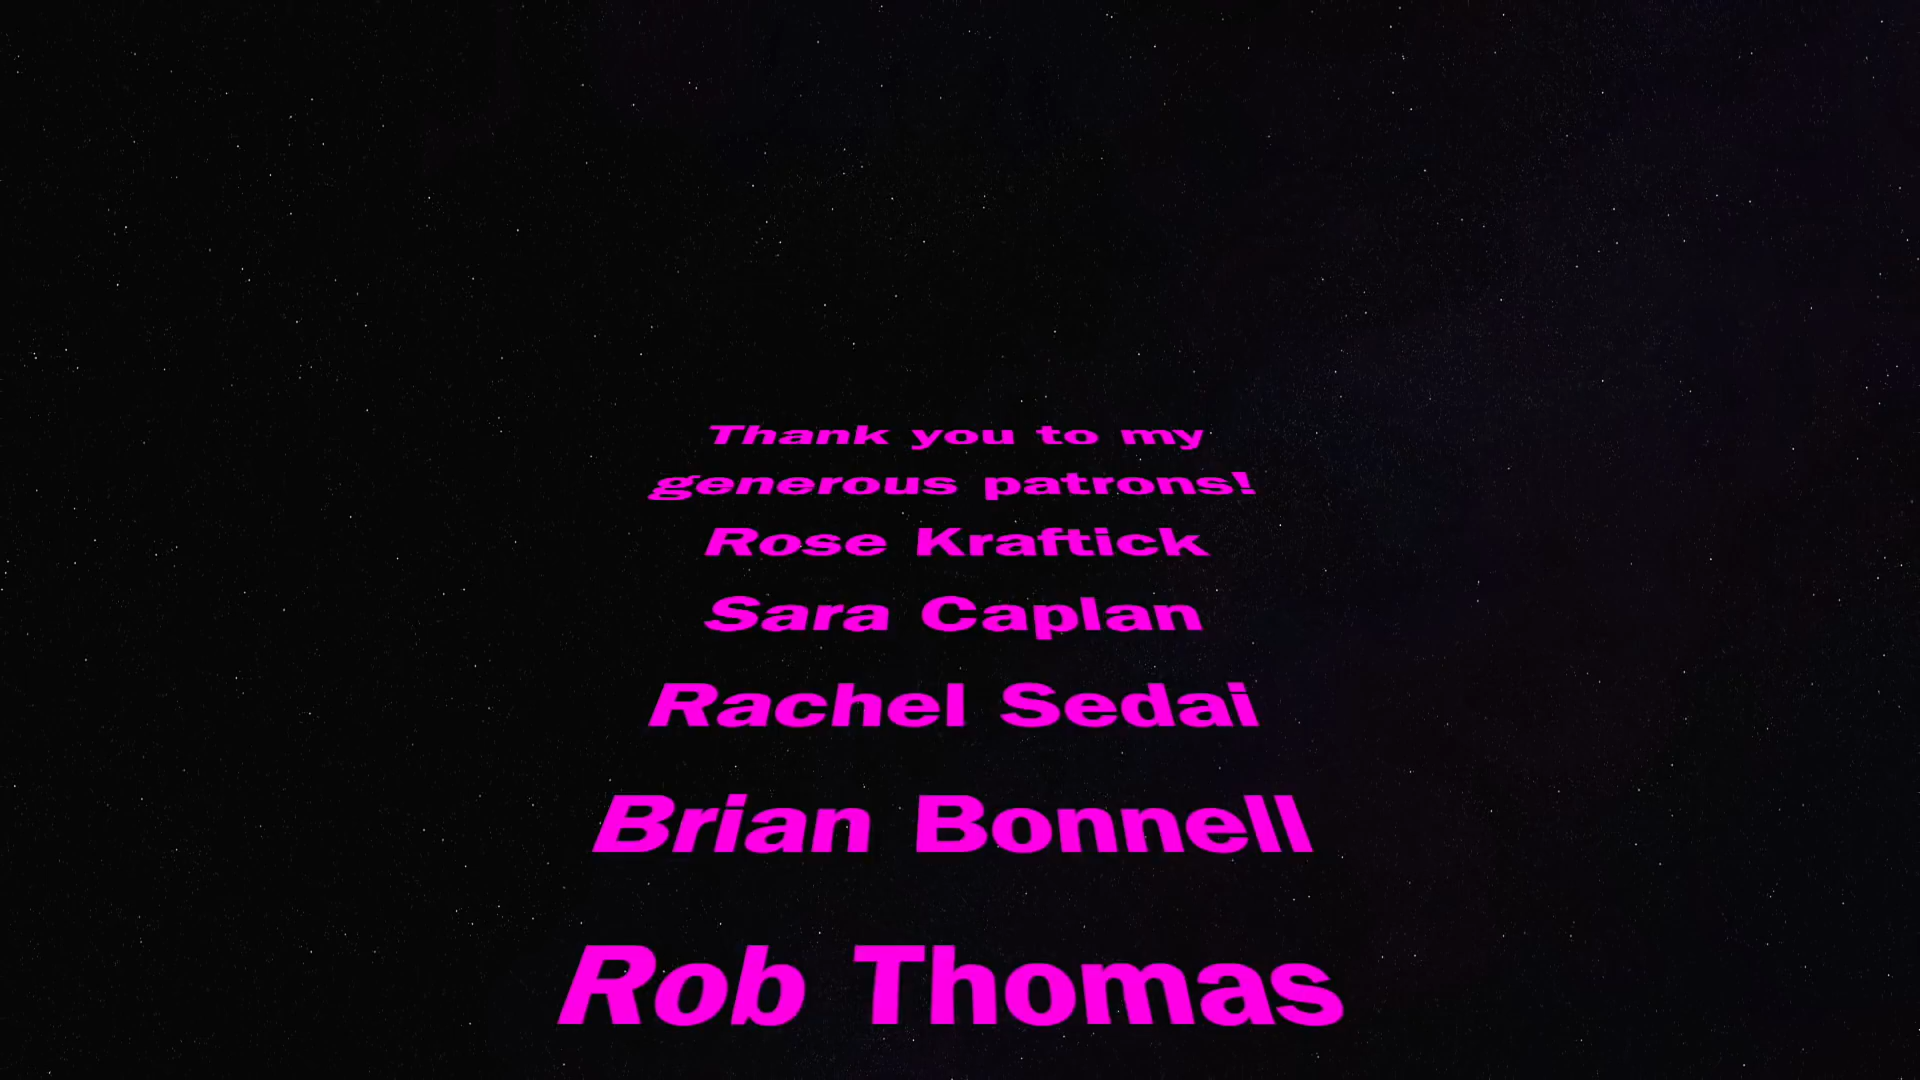 Thank you to my
generous patrons!
Rose Kraftick
Sara Caplan
Rachel Sedai
Brian Bonnell
Rob Thomas